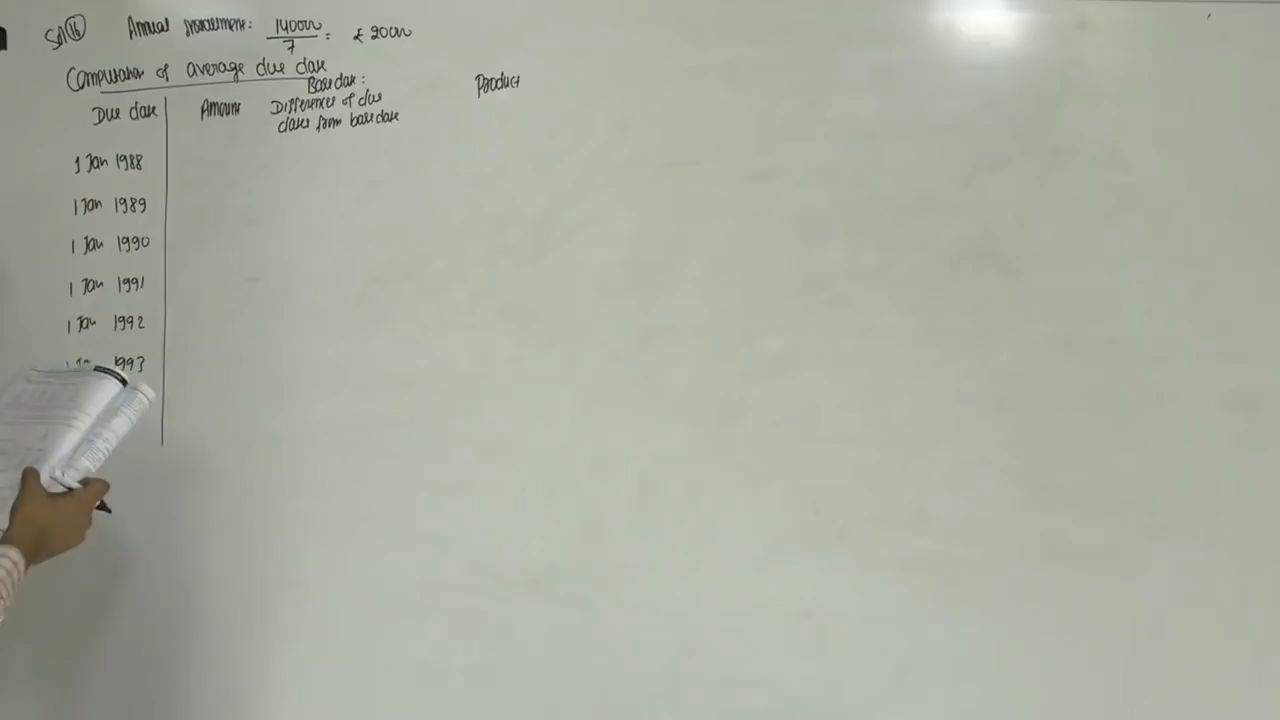 Sol 16 Annual Instalment: 14000/7 = ₹ 2000
Computation of average due date
Base date:
Due date Amount Difference of due Product
dates from base date
1 Jan 1988
1 Jan 1989
1 Jan 1990
1 Jan 1991
1 Jan 1992
1993